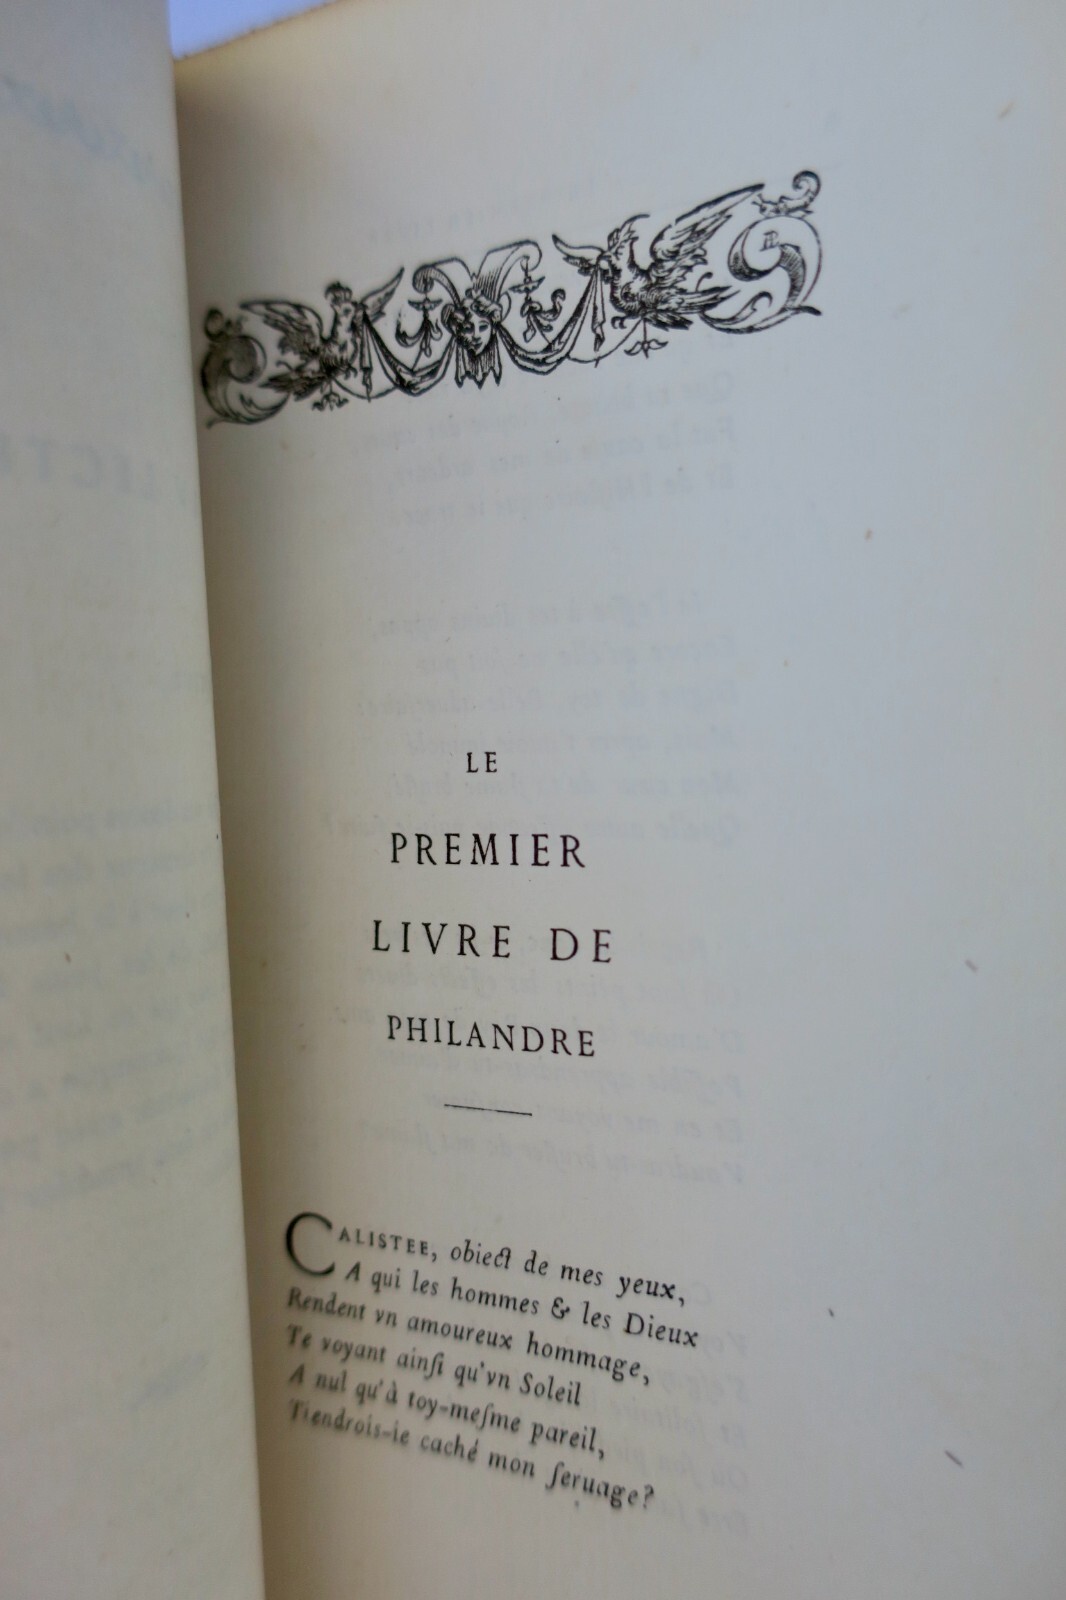 LE
PREMIER
LIVRE DE
PHILANDRE
CALISTEE, obiect de mes yeux,
A qui les hommes & les Dieux
Rendent vn amoureux hommage,
Te voyant ainſi qu'vn Soleil
A nul qu'à toy-meſme pareil,
Tiendrois-ie caché mon ſeruage?